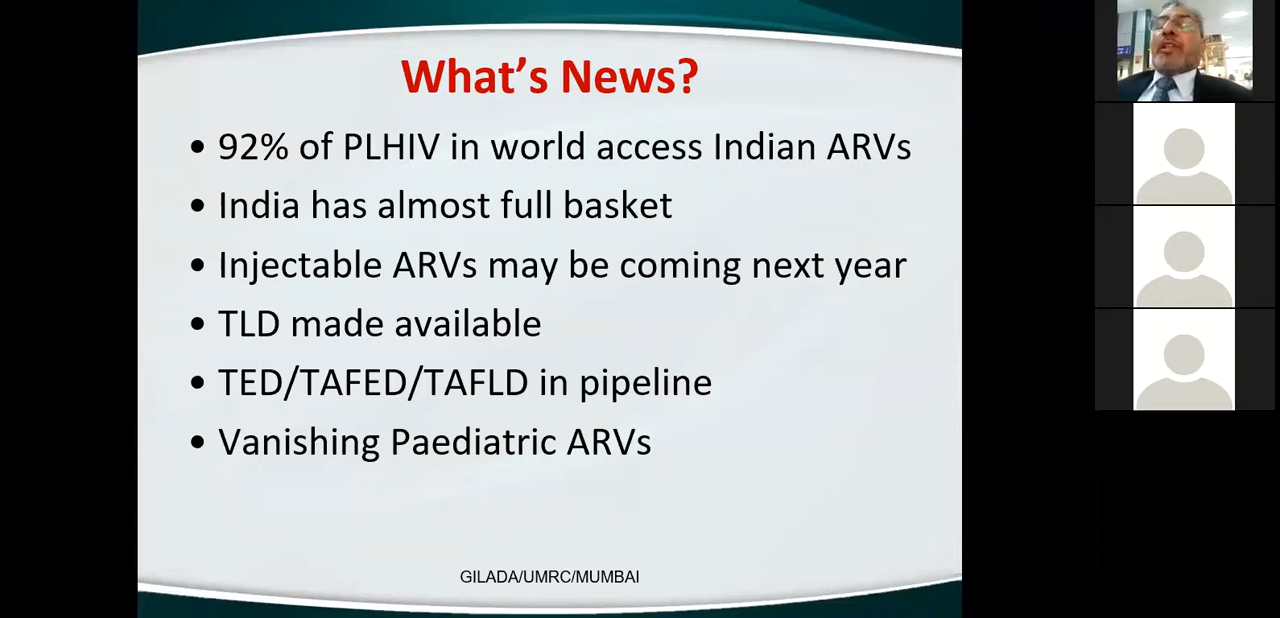 What's News?
• 92% of PLHIV in world access Indian ARVs
• India has almost full basket
• Injectable ARVs may be coming next year
• TLD made available
• TED/TAFED/TAFLD in pipeline
• Vanishing Paediatric ARVs
GILADA/UMRC/MUMBAI